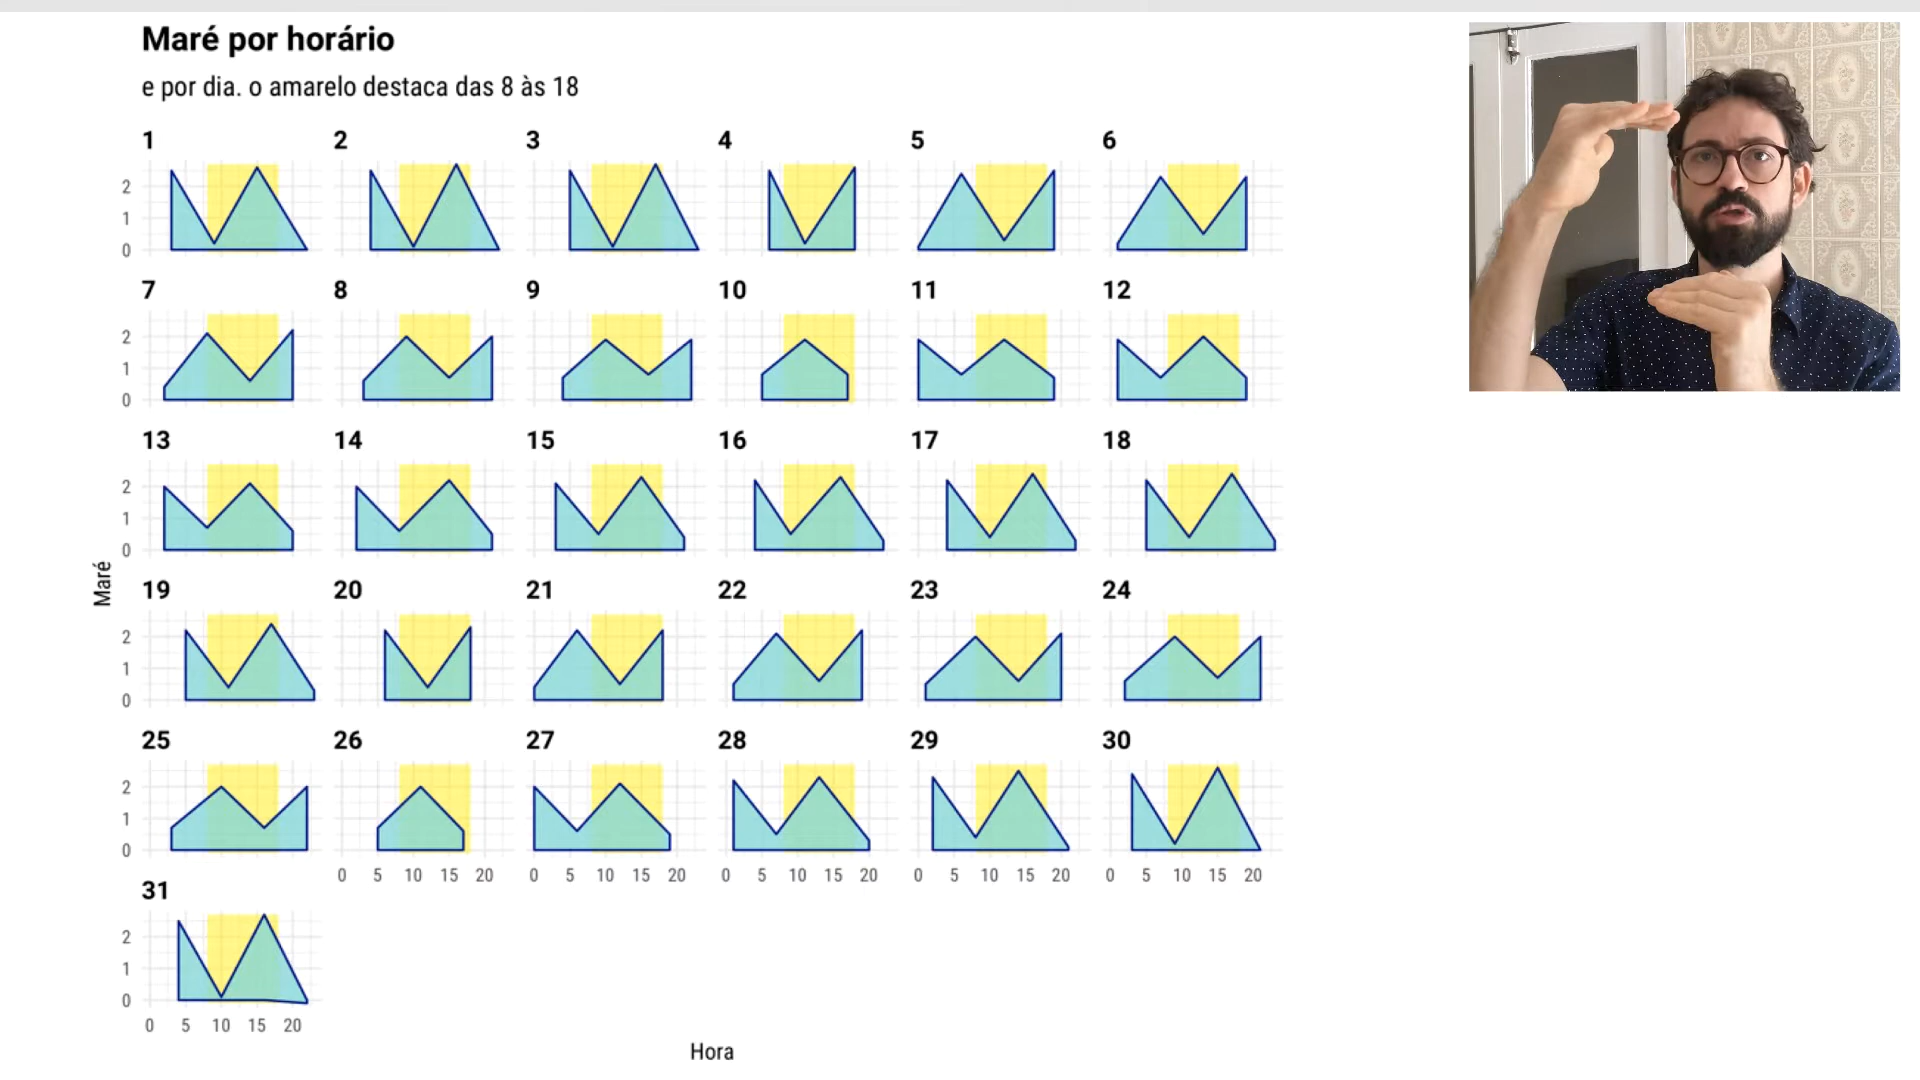 Maré por horário
e por dia. o amarelo destaca das 8 às 18
1 2 3 4 5 6
2
1
0
7 8 9 10 11 12
2
1
0
13 14 15 16 17 18
2
1
0
Maré
19 20 21 22 23 24
2
1
0
25 26 27 28 29 30
2
1
0
0 5 10 15 20 0 5 10 15 20 0 5 10 15 20 0 5 10 15 20 0 5 10 15 20
31
2
1
0
0 5 10 15 20
Hora